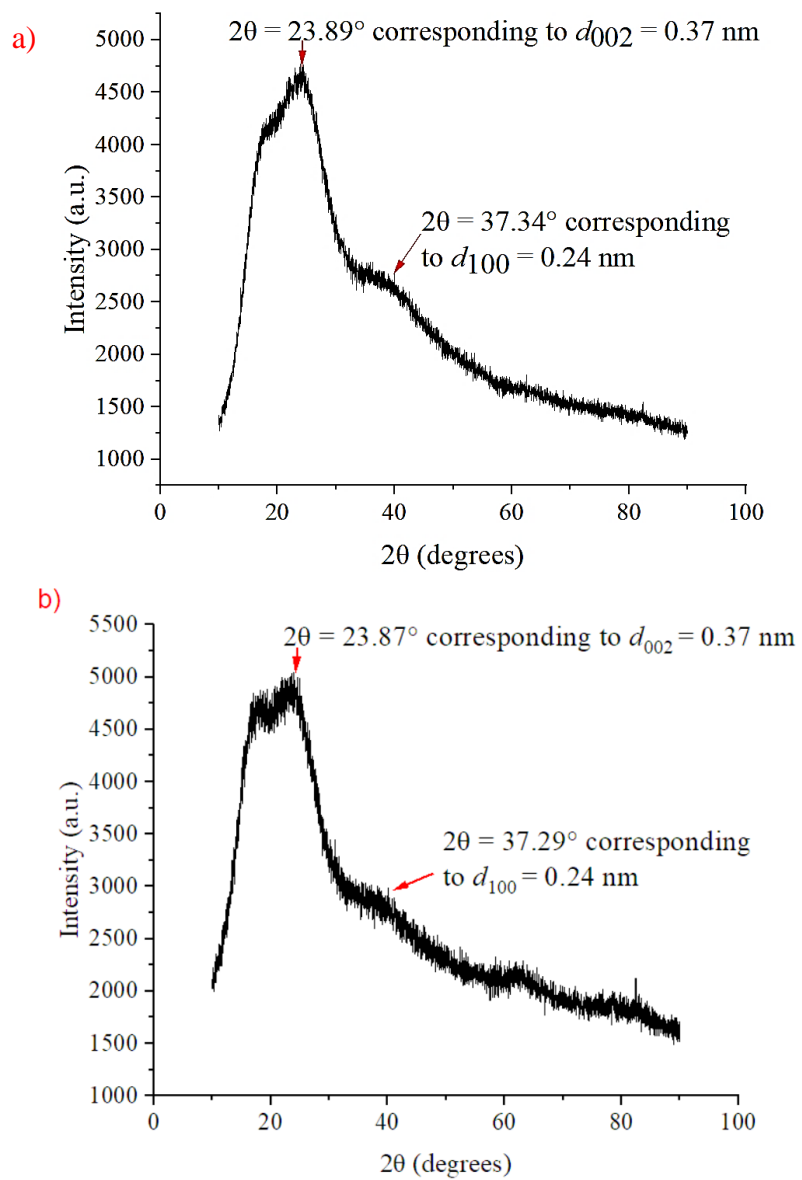 a)
2θ = 23.89° corresponding to d002 = 0.37 nm
5000
4500
4000
3500
3000
2500
2000
1500
1000
Intensity (a.u.)
2θ = 37.34° corresponding
to d100 = 0.24 nm
0 20 40 60 80 100
2θ (degrees)
b)
2θ = 23.87° corresponding to d002 = 0.37 nm
5500
5000
4500
4000
3500
3000
2500
2000
1500
1000
Intensity (a.u.)
2θ = 37.29° corresponding
to d100 = 0.24 nm
0 20 40 60 80 100
2θ (degrees)